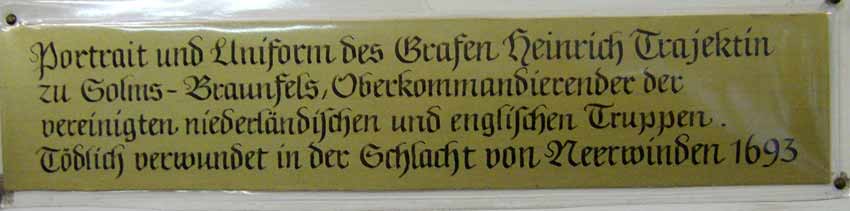 Portrait und Uniform des Grafen Heinrich Trajektin
zu Solms-Braunfels, Oberkommandierender der
vereinigten niederländischen und englischen Truppen.
Tödlich verwundet in der Schlacht von Neerwinden 1693